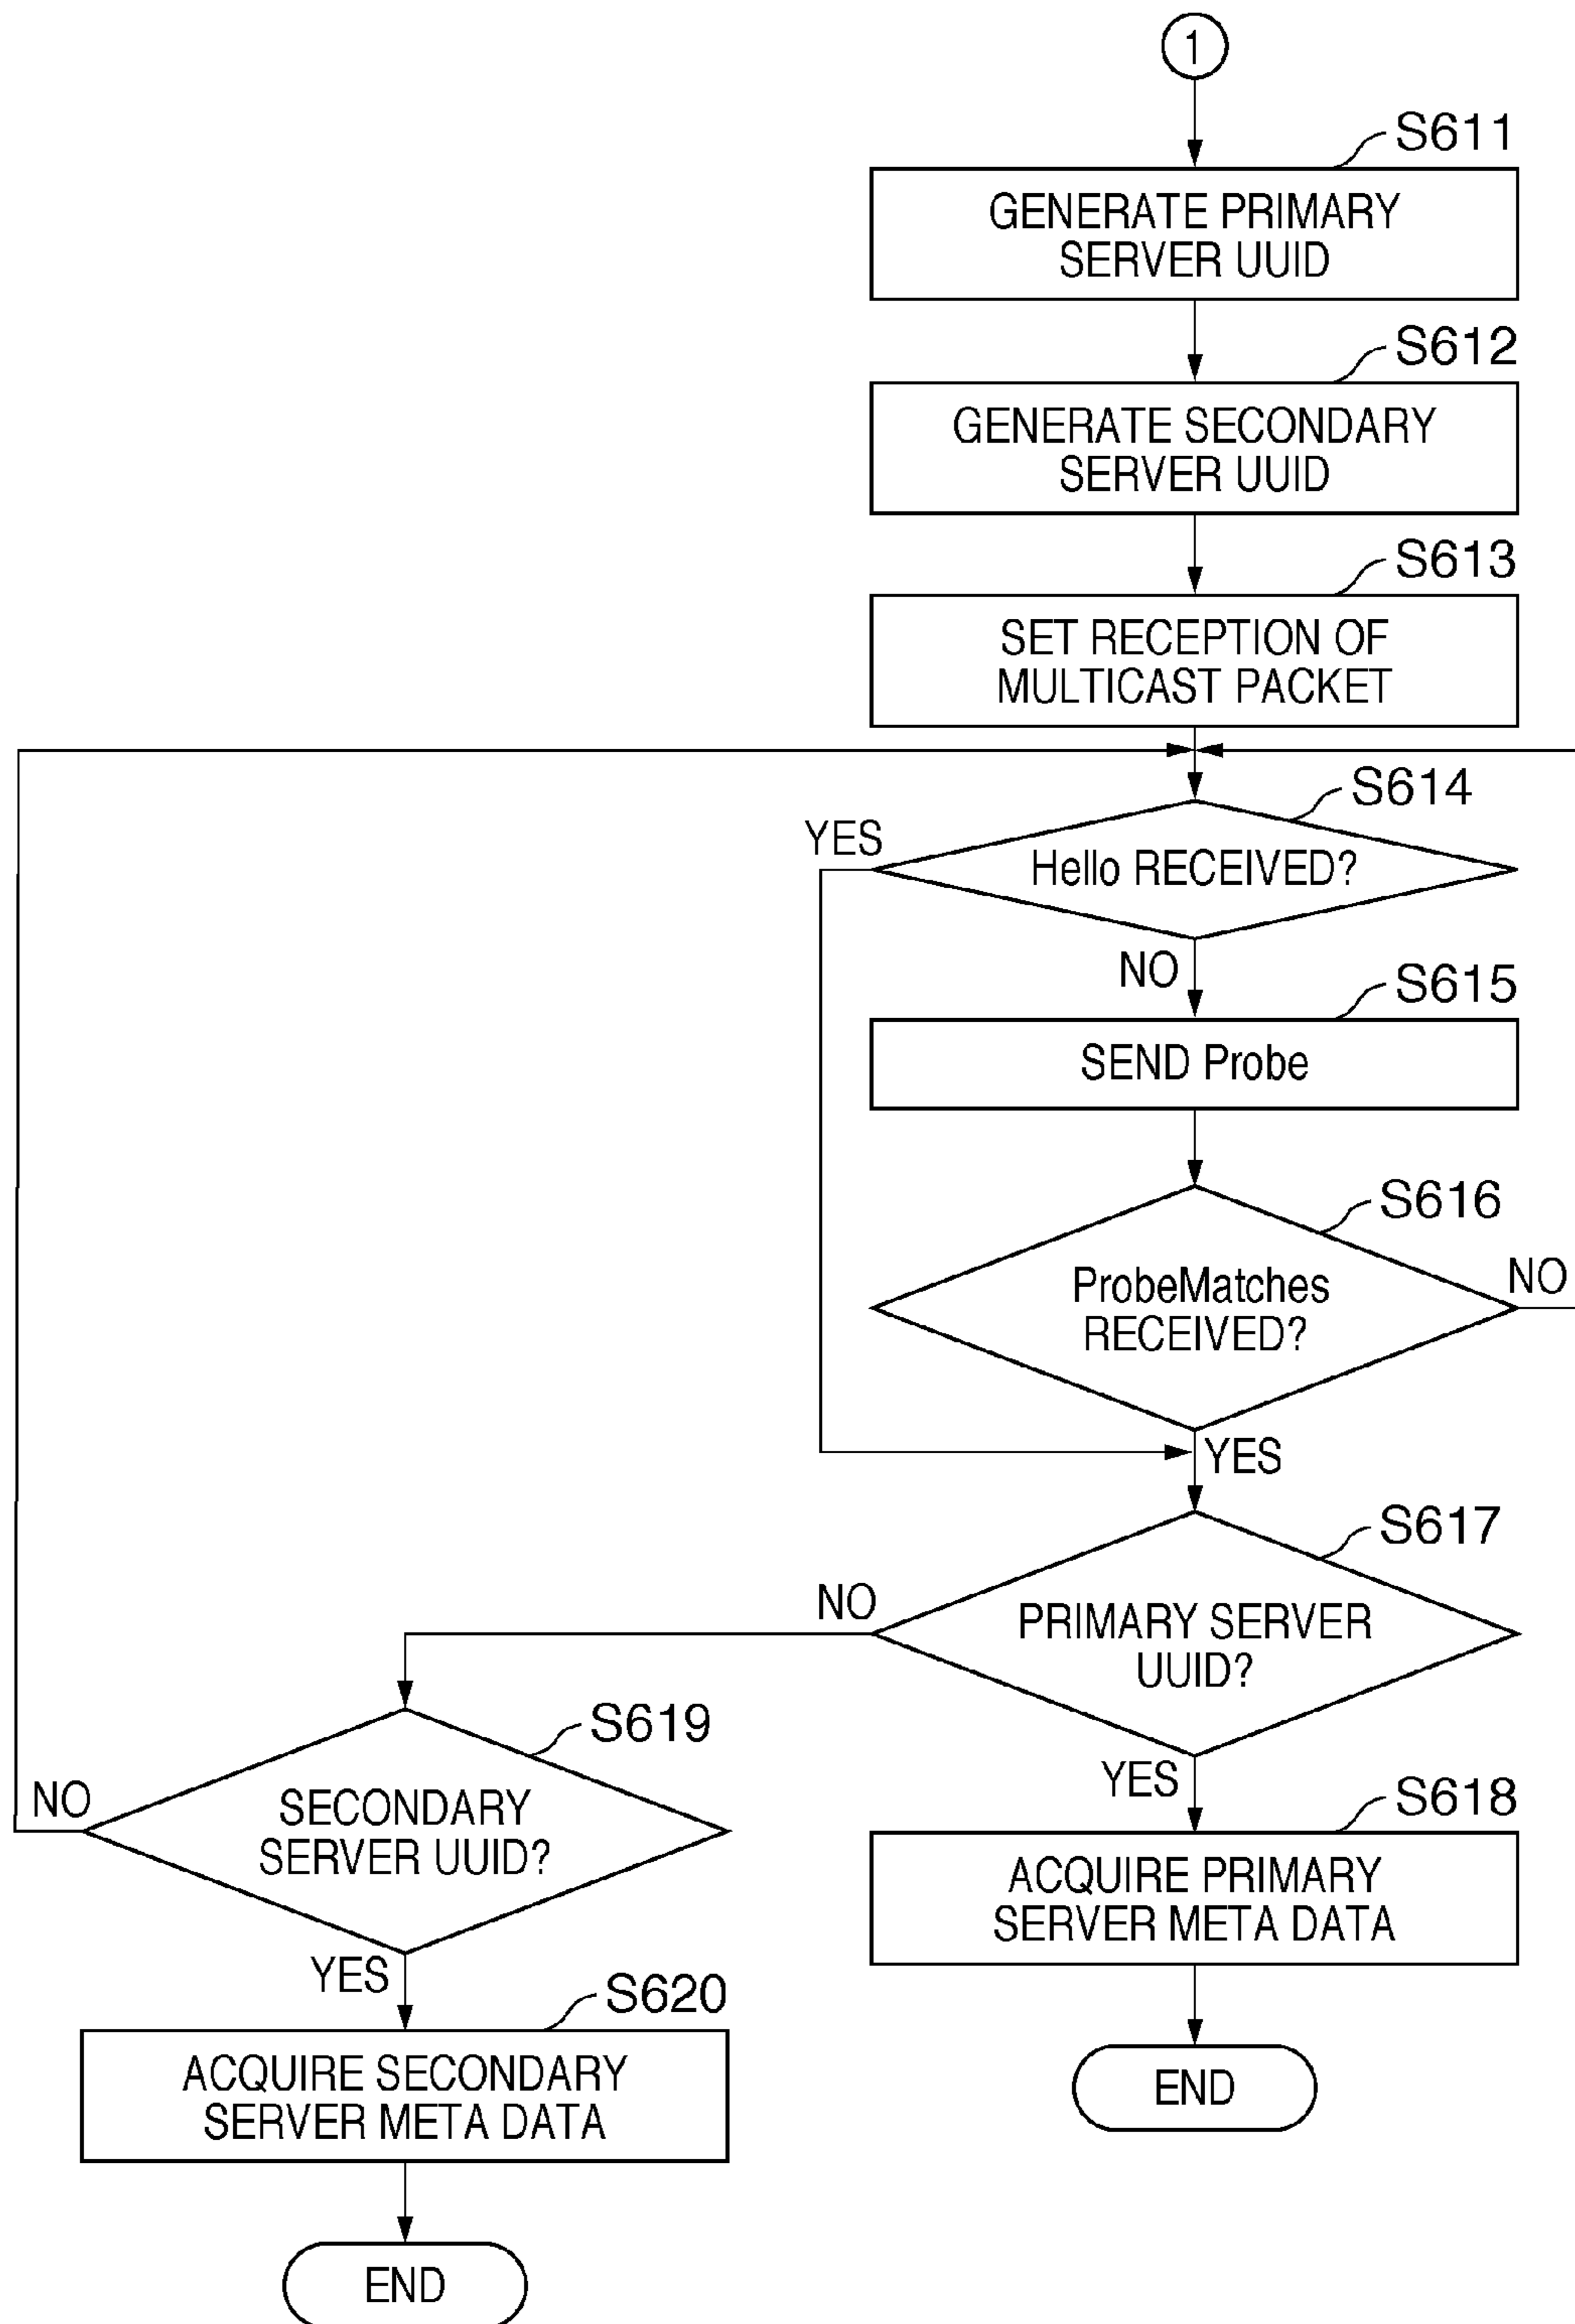 1
S611
GENERATE PRIMARY
SERVER UUID
S612
GENERATE SECONDARY
SERVER UUID
S613
SET RECEPTION OF
MULTICAST PACKET
S614
YES
Hello RECEIVED?
NO
S615
SEND Probe
S616
ProbeMatches
RECEIVED?
NO
YES
S617
NO
PRIMARY SERVER
UUID?
S619
YES
NO
SECONDARY
SERVER UUID?
S618
ACQUIRE PRIMARY
SERVER META DATA
YES
S620
ACQUIRE SECONDARY
SERVER META DATA
END
END